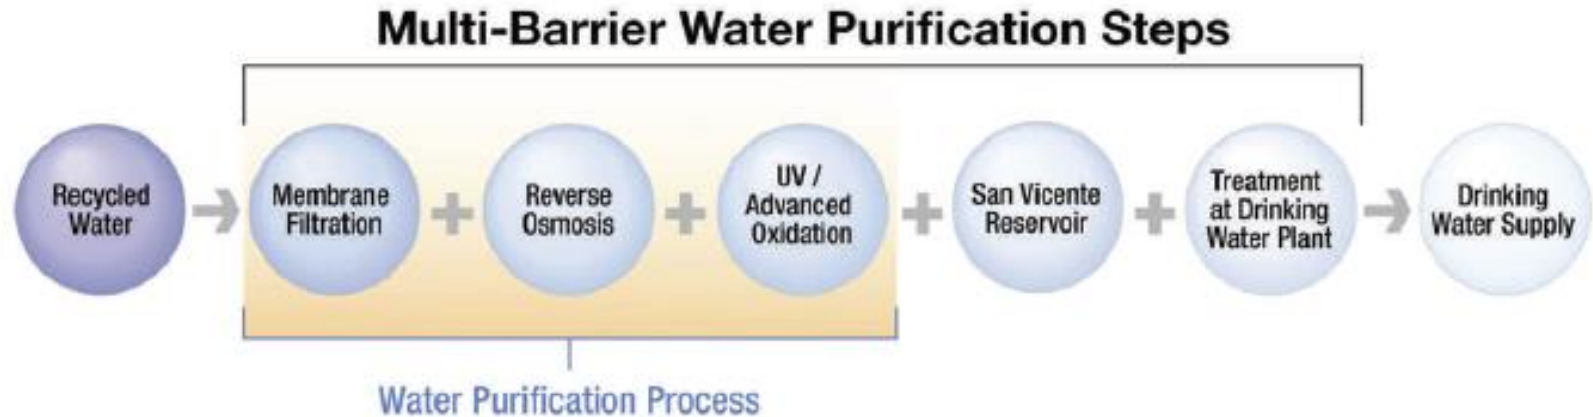 Multi-Barrier Water Purification Steps
Recycled
Water
Membrane
Filtration
Reverse
Osmosis
UV /
Advanced
Oxidation
San Vicente
Reservoir
Treatment
at Drinking
Water Plant
Drinking
Water Supply
Water Purification Process